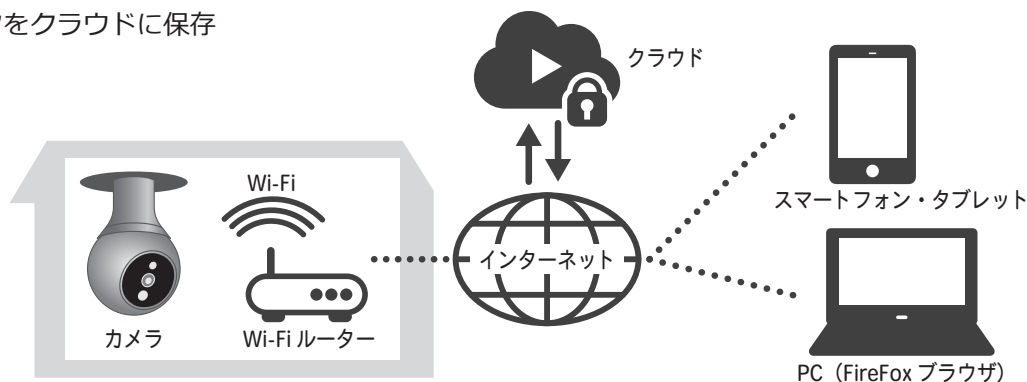 をクラウドに保存
クラウド
Wi-Fi
インターネット
スマートフォン・タブレット
カメラ
Wi-Fi ルーター
PC（FireFox ブラウザ）